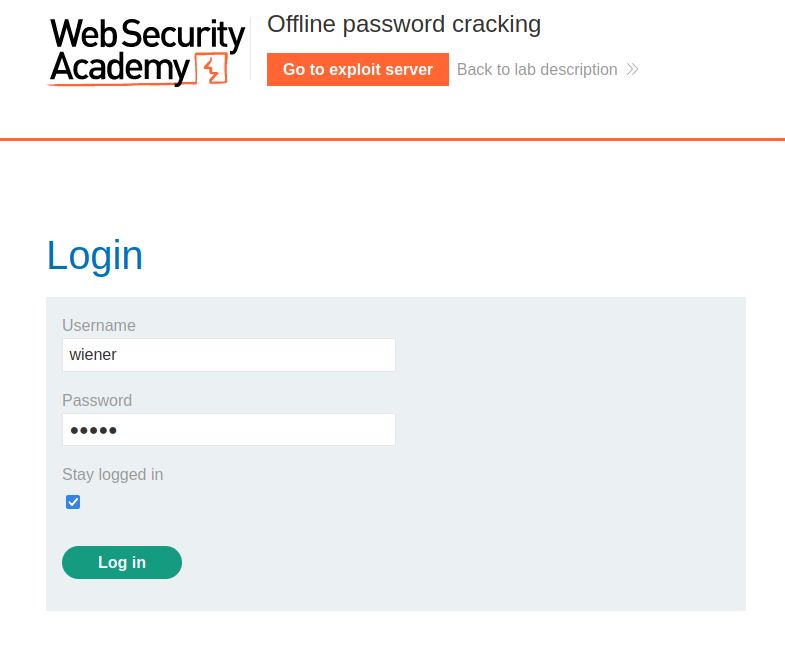 Web Security
Academy
Offline password cracking
Go to exploit server
Back to lab description
Login
Username
wiener
Password
•••••
Stay logged in
Log in